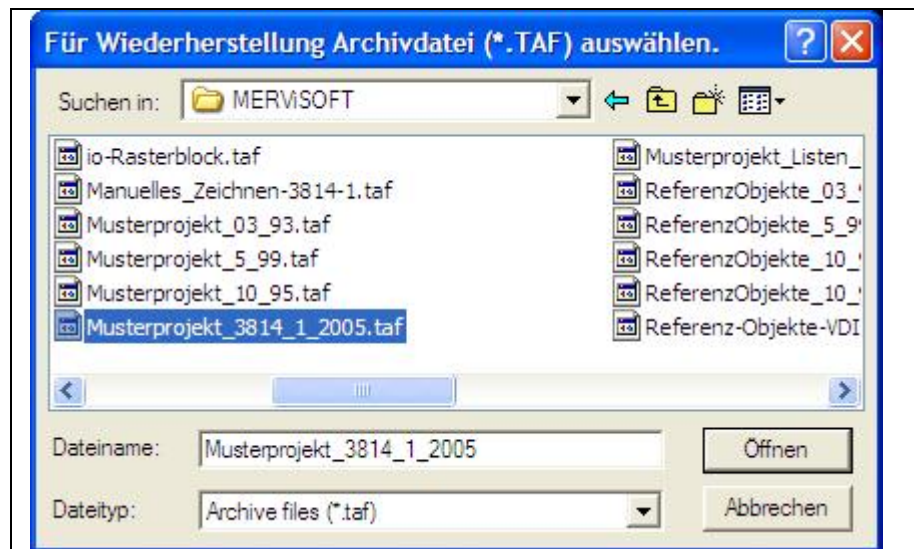 Für Wiederherstellung Archivdatei (*.TAF) auswählen.
Suchen in: MERViSOFT
io-Rasterblock.taf
Manuelles_Zeichnen-3814-1.taf
Musterprojekt_03_93.taf
Musterprojekt_5_99.taf
Musterprojekt_10_95.taf
Musterprojekt_3814_1_2005.taf
Musterprojekt_Listen_
ReferenzObjekte_03_
ReferenzObjekte_5_9
ReferenzObjekte_10_
ReferenzObjekte_10_
Referenz-Objekte-VDI
Dateiname: Musterprojekt_3814_1_2005
Öffnen
Dateityp: Archive files (*.taf)
Abbrechen